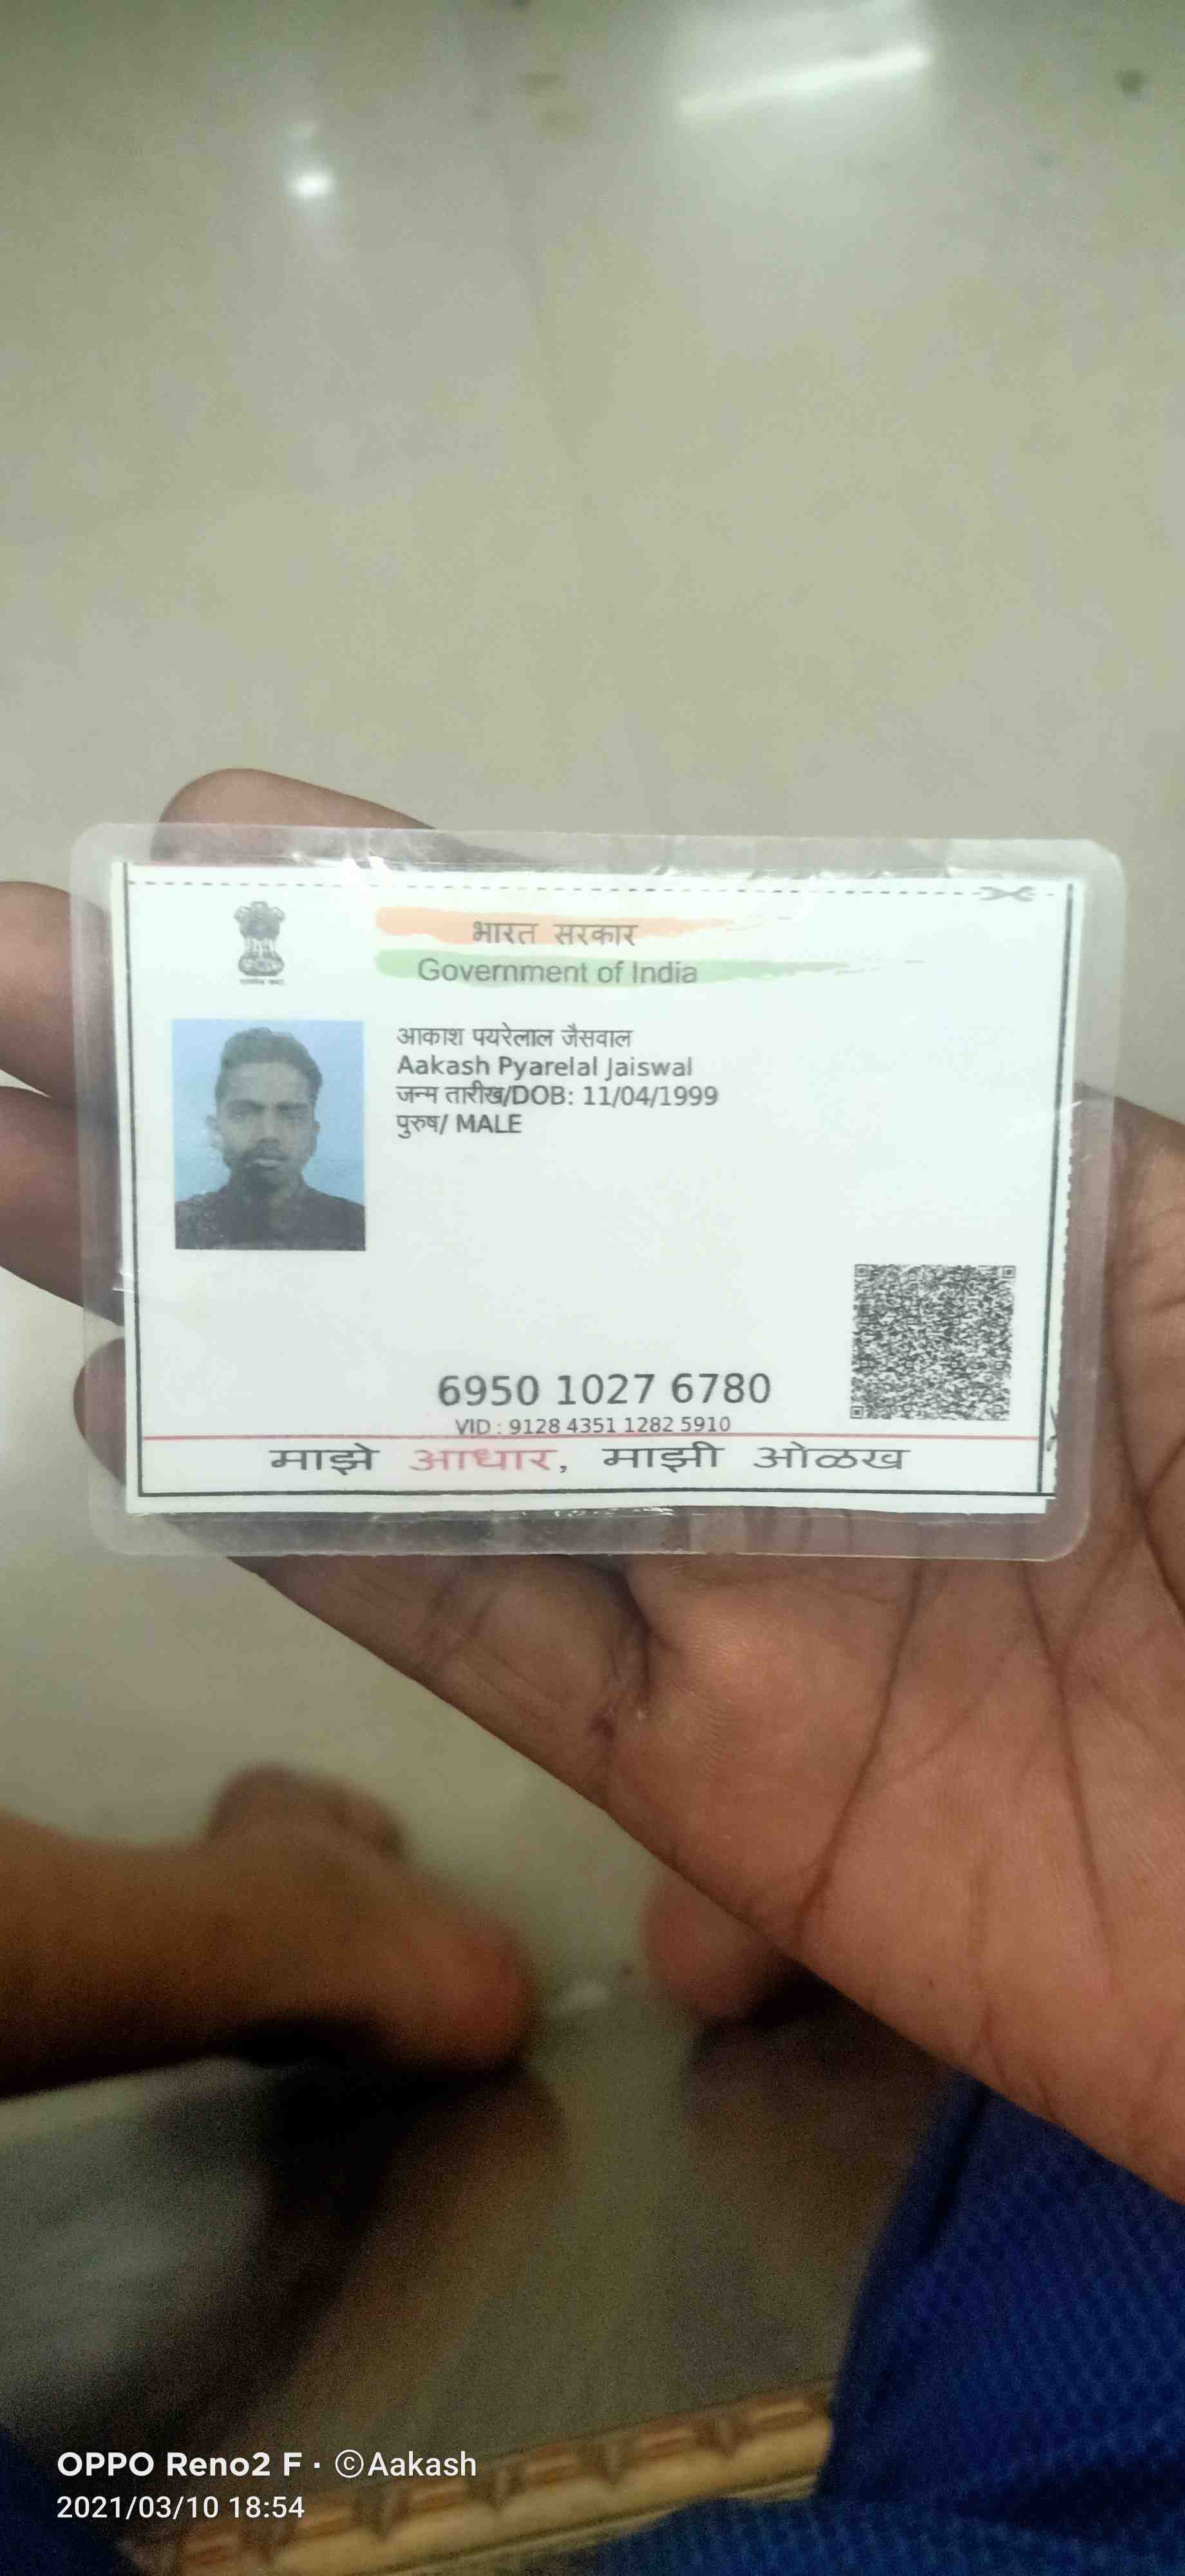 भारत सरकार
Government of India
आकाश पयरेलाल जैसवाल
Aakash Pyarelal Jaiswal
जन्म तारीख/DOB: 11/04/1999
पुरुष/ MALE
6950 1027 6780
VID : 9128 4351 1282 5910
माझे आधार, माझी ओळख
OPPO Reno2 F · ©Aakash
2021/03/10 18:54